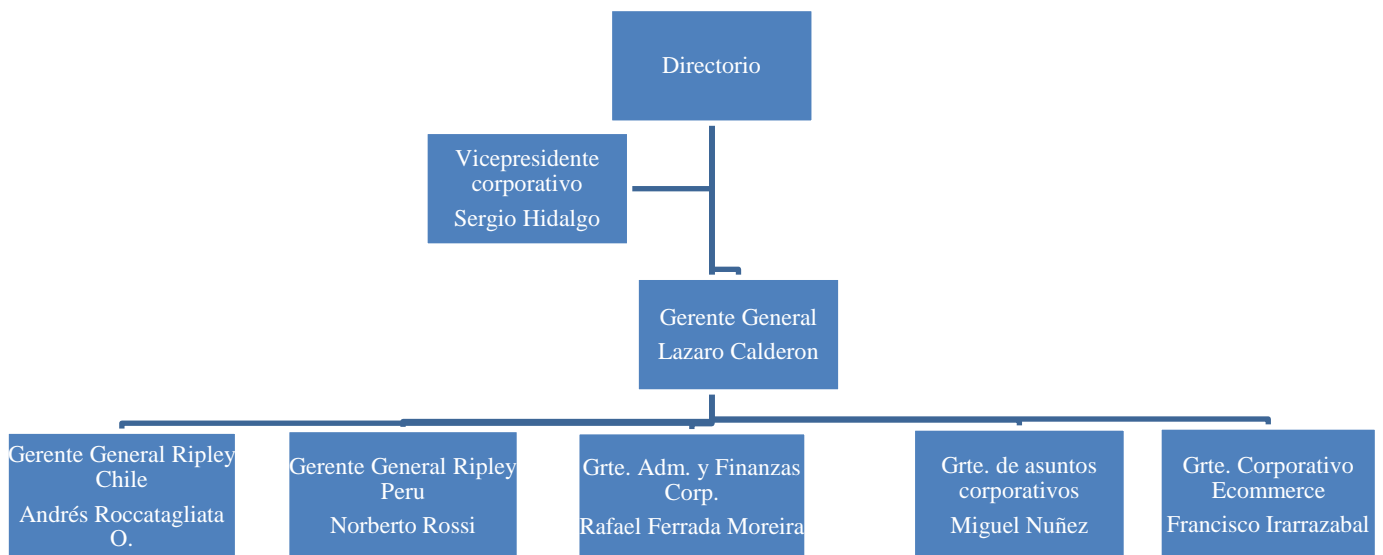 Directorio
Vicepresidente
corporativo
Sergio Hidalgo
Gerente General
Lazaro Calderon
Gerente General Ripley
Chile
Andrés Roccatagliata
O.
Gerente General Ripley
Peru
Norberto Rossi
Grte. Adm. y Finanzas
Corp.
Rafael Ferrada Moreira
Grte. de asuntos
corporativos
Miguel Nuñez
Grte. Corporativo
Ecommerce
Francisco Irarrazabal